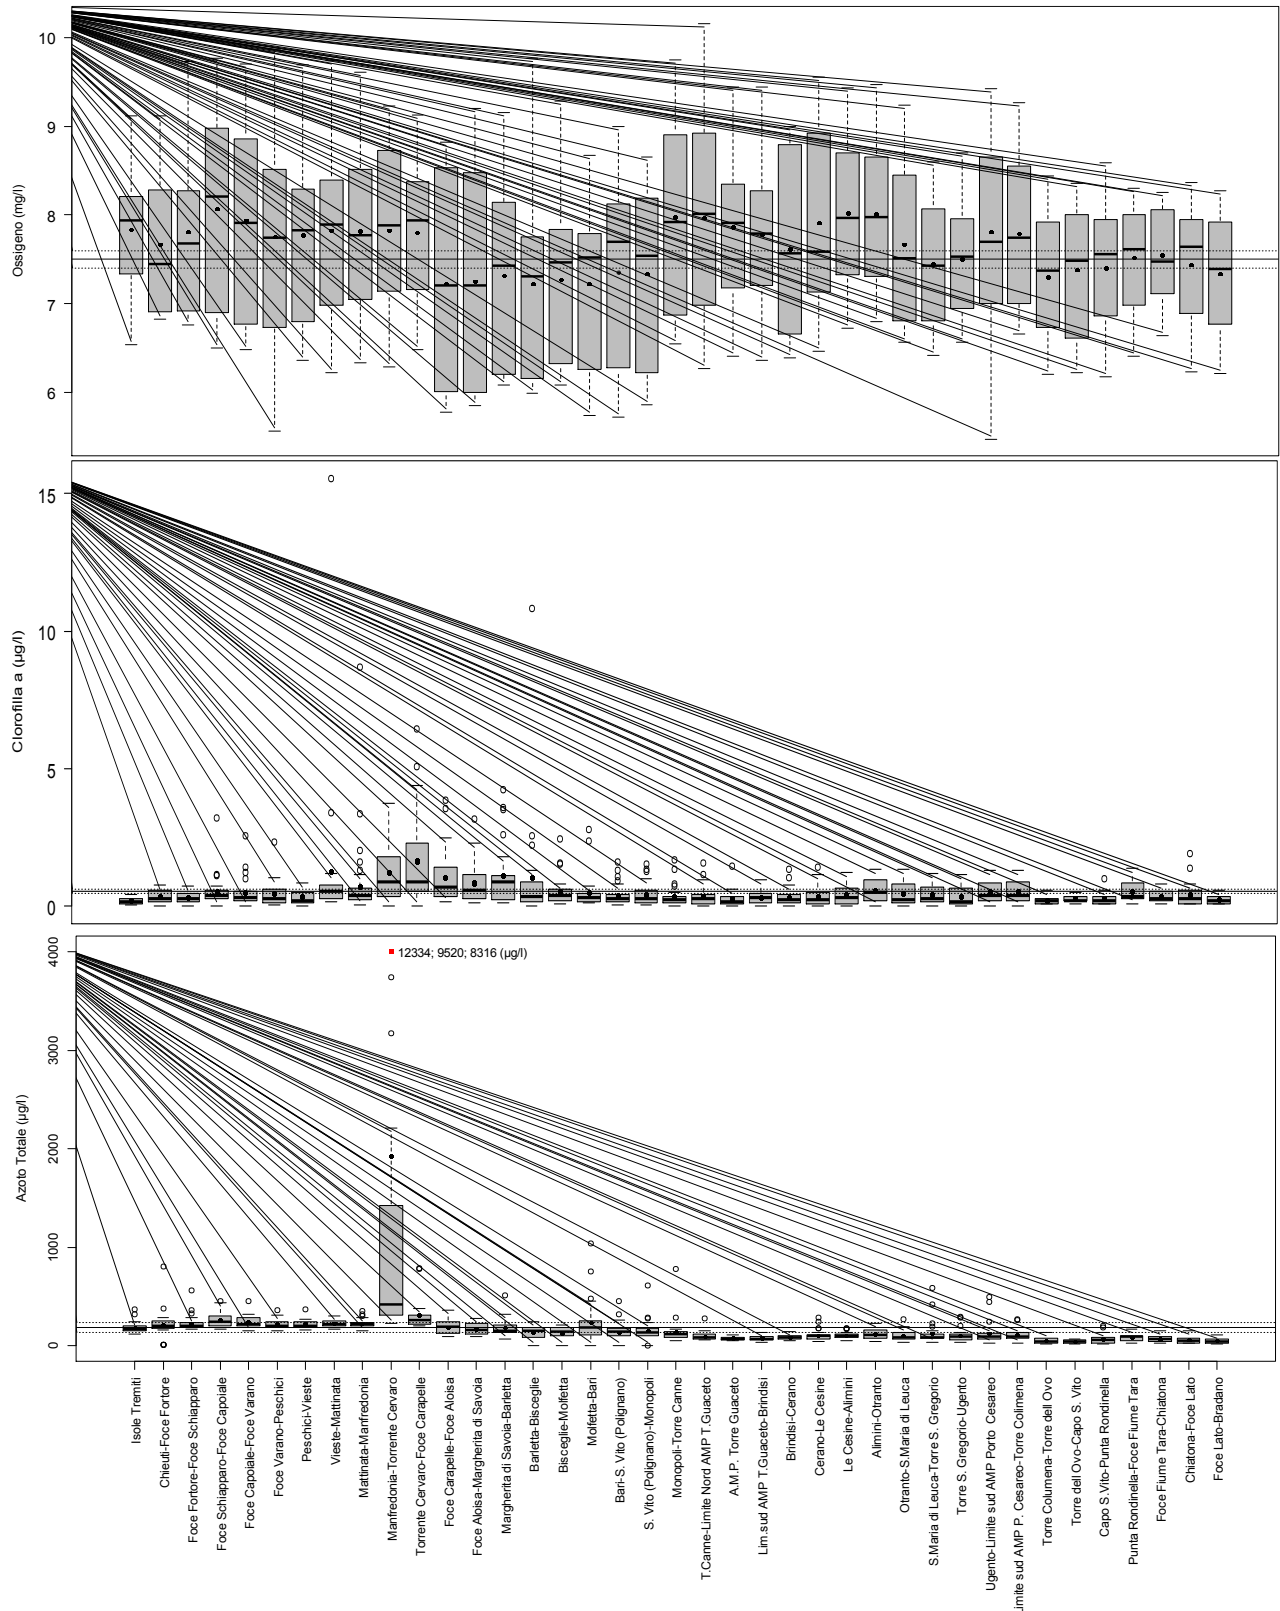 Ossigeno (mg/l)
10
9
8
7
6
Clorofilla a (µg/l)
15
10
5
0
Azoto Totale (µg/l)
4000
3000
2000
1000
0
12334; 9520; 8316 (µg/l)
Isole Tremiti
Chieuti-Foce Fortore
Foce Fortore-Foce Schiapparo
Foce Schiapparo-Foce Capoiale
Foce Capoiale-Foce Varano
Foce Varano-Peschici
Peschici-Vieste
Vieste-Mattinata
Mattinata-Manfredonia
Manfredonia-Torrente Cervaro
Torrente Cervaro-Foce Carapelle
Foce Carapelle-Foce Aloisa
Foce Aloisa-Margherita di Savoia
Margherita di Savoia-Barletta
Barletta-Bisceglie
Bisceglie-Molfetta
Molfetta-Bari
Bari-S. Vito (Polignano)
S. Vito (Polignano)-Monopoli
Monopoli-Torre Canne
T.Canne-Limite Nord AMP T.Guaceto
A.M.P. Torre Guaceto
Lim.sud AMP T.Guaceto-Brindisi
Brindisi-Cerano
Cerano-Le Cesine
Le Cesine-Alimini
Alimini-Otranto
Otranto-S.Maria di Leuca
S.Maria di Leuca-Torre S. Gregorio
Torre S. Gregorio-Ugento
Ugento-Limite sud AMP Porto Cesareo
imite sud AMP P. Cesareo-Torre Colimena
Torre Columena-Torre dell Ovo
Torre dell Ovo-Capo S. Vito
Capo S.Vito-Punta Rondinella
Punta Rondinella-Foce Fiume Tara
Foce Fiume Tara-Chiatona
Chiatona-Foce Lato
Foce Lato-Bradano